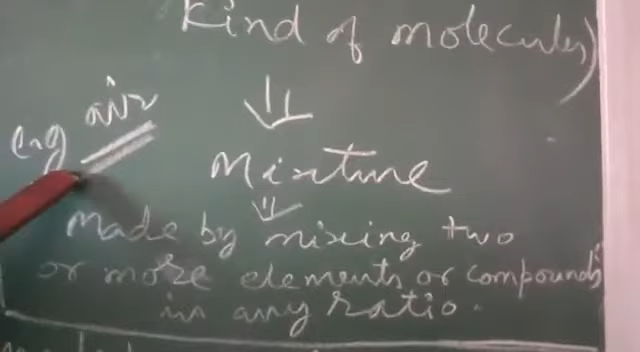 Kind of molecules)
e.g air
Mixture
Made by mixing two
or more elements or compounds
in any ratio.